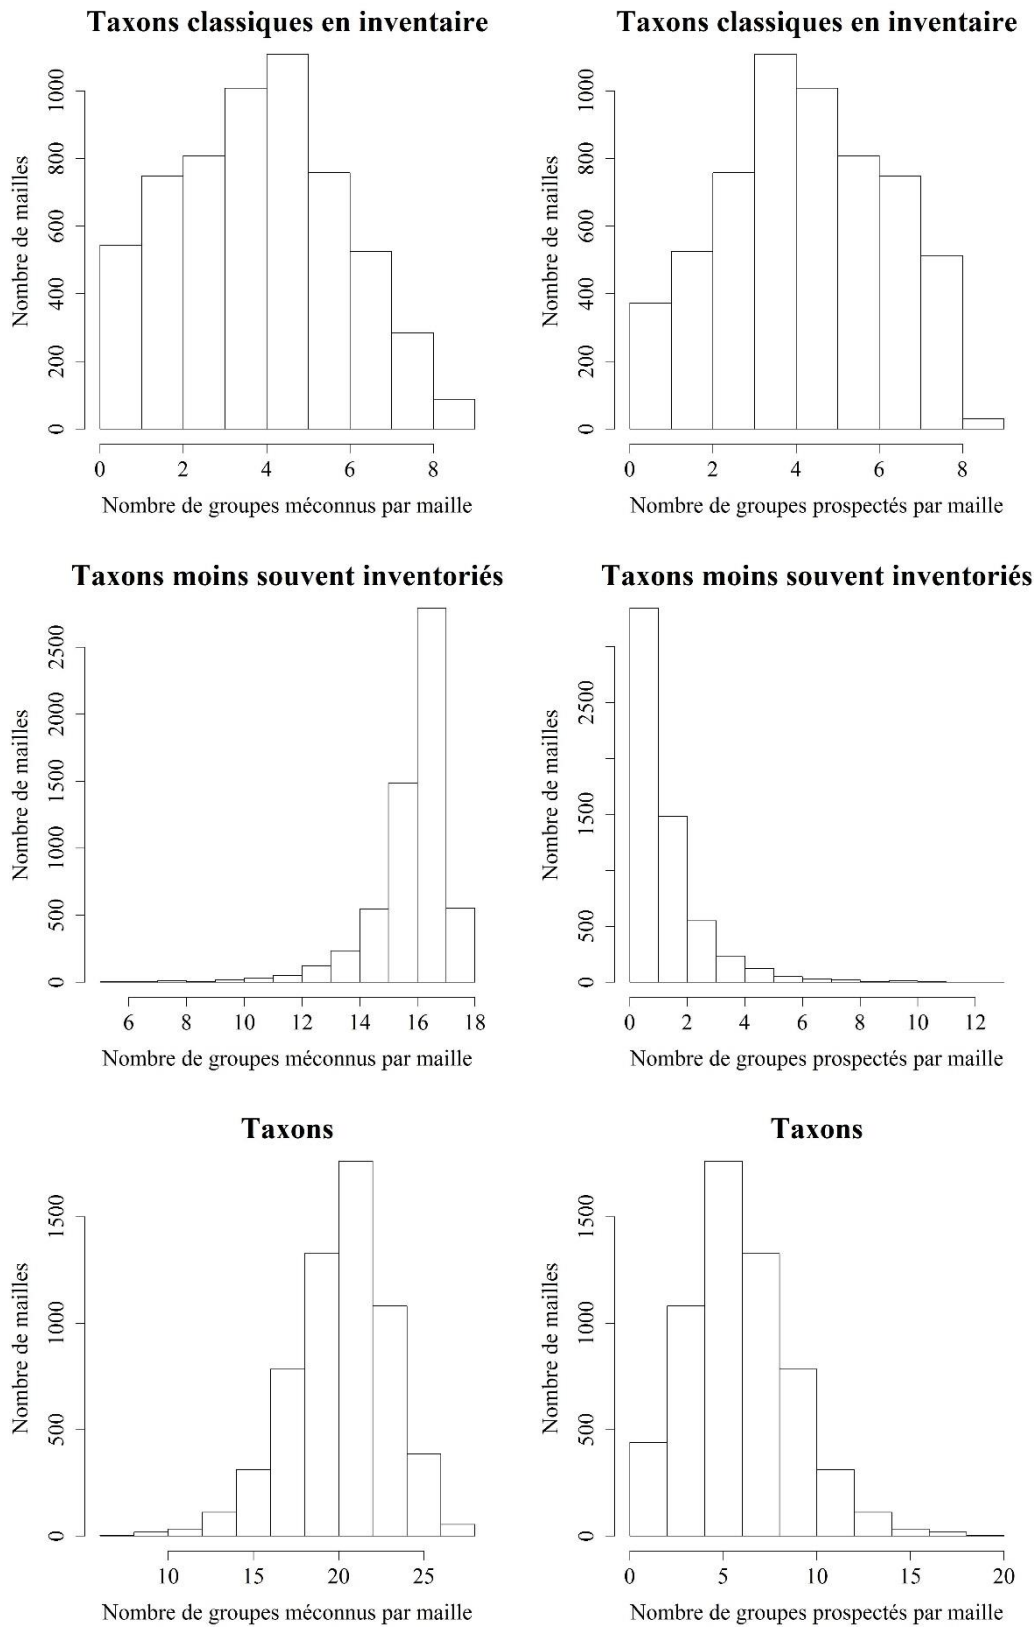 Taxons classiques en inventaire
Nombre de mailles
0 200 400 600 800 1000
0 2 4 6 8
Nombre de groupes méconnus par maille
Taxons classiques en inventaire
Nombre de mailles
0 200 400 600 800 1000
0 2 4 6 8
Nombre de groupes prospectés par maille
Taxons moins souvent inventoriés
Nombre de mailles
0 500 1000 1500 2000 2500
6 8 10 12 14 16 18
Nombre de groupes méconnus par maille
Taxons moins souvent inventoriés
Nombre de mailles
0 500 1500 2500
0 2 4 6 8 10 12
Nombre de groupes prospectés par maille
Taxons
Nombre de mailles
0 500 1000 1500
10 15 20 25
Nombre de groupes méconnus par maille
Taxons
Nombre de mailles
0 500 1000 1500
0 5 10 15 20
Nombre de groupes prospectés par maille